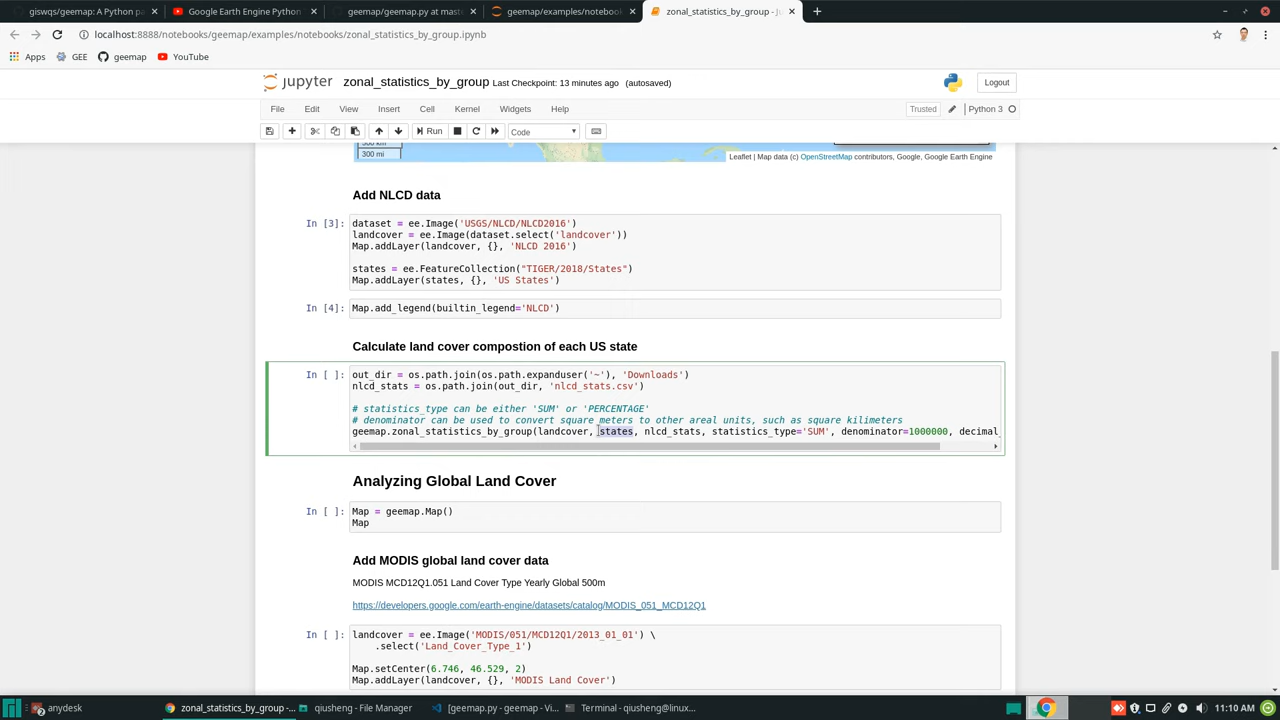 giswqs/geemap: A Python pa
Google Earth Engine Python
geemap/geemap.py at mast
geemap/examples/notebook
zonal_statistics_by_group - Ju
localhost:8888/notebooks/geemap/examples/notebooks/zonal_statistics_by_group.ipynb
Apps GEE geemap YouTube
jupyter zonal_statistics_by_group Last Checkpoint: 13 minutes ago (autosaved) Logout
File Edit View Insert Cell Kernel Widgets Help Trusted Python 3
Run Code
300 km
300 mi
Leaflet | Map data (c) OpenStreetMap contributors, Google, Google Earth Engine
Add NLCD data
In [3]: dataset = ee.Image('USGS/NLCD/NLCD2016')
landcover = ee.Image(dataset.select('landcover'))
Map.addLayer(landcover, {}, 'NLCD 2016')
states = ee.FeatureCollection("TIGER/2018/States")
Map.addLayer(states, {}, 'US States')
In [4]: Map.add_legend(builtin_legend='NLCD')
Calculate land cover compostion of each US state
In [ ]: out_dir = os.path.join(os.path.expanduser('~'), 'Downloads')
nlcd_stats = os.path.join(out_dir, 'nlcd_stats.csv')
# statistics_type can be either 'SUM' or 'PERCENTAGE'
# denominator can be used to convert square meters to other areal units, such as square kilimeters
geemap.zonal_statistics_by_group(landcover, states, nlcd_stats, statistics_type='SUM', denominator=1000000, decimal_
Analyzing Global Land Cover
In [ ]: Map = geemap.Map()
Map
Add MODIS global land cover data
MODIS MCD12Q1.051 Land Cover Type Yearly Global 500m
https://developers.google.com/earth-engine/datasets/catalog/MODIS_051_MCD12Q1
In [ ]: landcover = ee.Image('MODIS/051/MCD12Q1/2013_01_01') \
.select('Land_Cover_Type_1')
Map.setCenter(6.746, 46.529, 2)
Map.addLayer(landcover, {}, 'MODIS Land Cover')
anydesk
zonal_statistics_by_group -...
qiusheng - File Manager
[geemap.py - geemap - Vi...
Terminal - qiusheng@linux...
11:10 AM